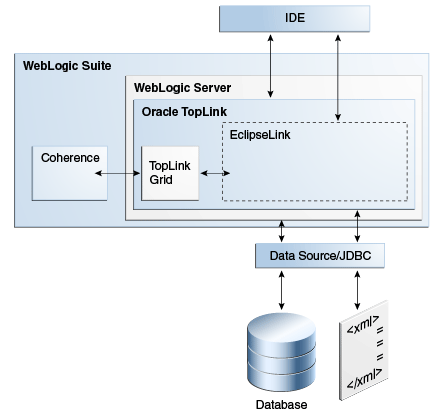 IDE
WebLogic Suite
WebLogic Server
Oracle TopLink
EclipseLink
Coherence
TopLink
Grid
Data Source/JDBC
<xml>
=
=
=
=
</xml>
Database